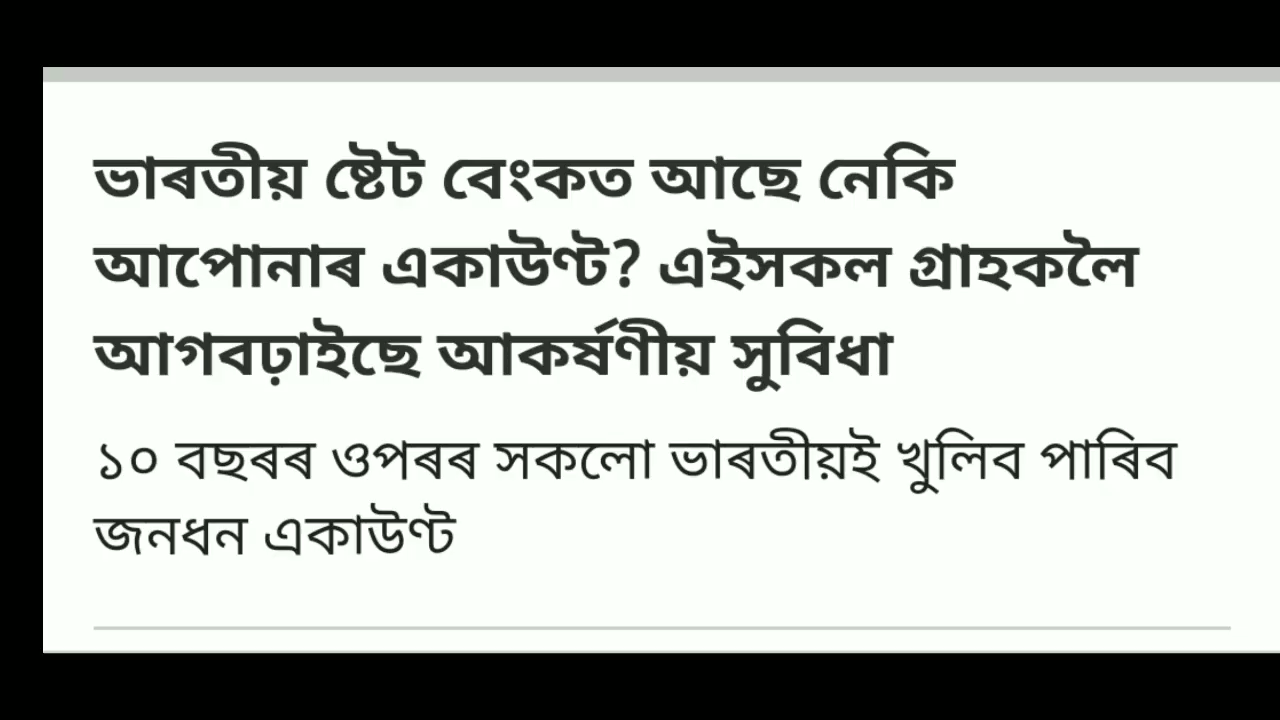 ভাৰতীয় ষ্টেট বেংকত আছে নেকি
আপোনাৰ একাউণ্ট? এইসকল গ্ৰাহকলৈ
আগবঢ়াইছে আকৰ্ষণীয় সুবিধা
১০ বছৰৰ ওপৰৰ সকলো ভাৰতীয়ই খুলিব পাৰিব
জনধন একাউণ্ট